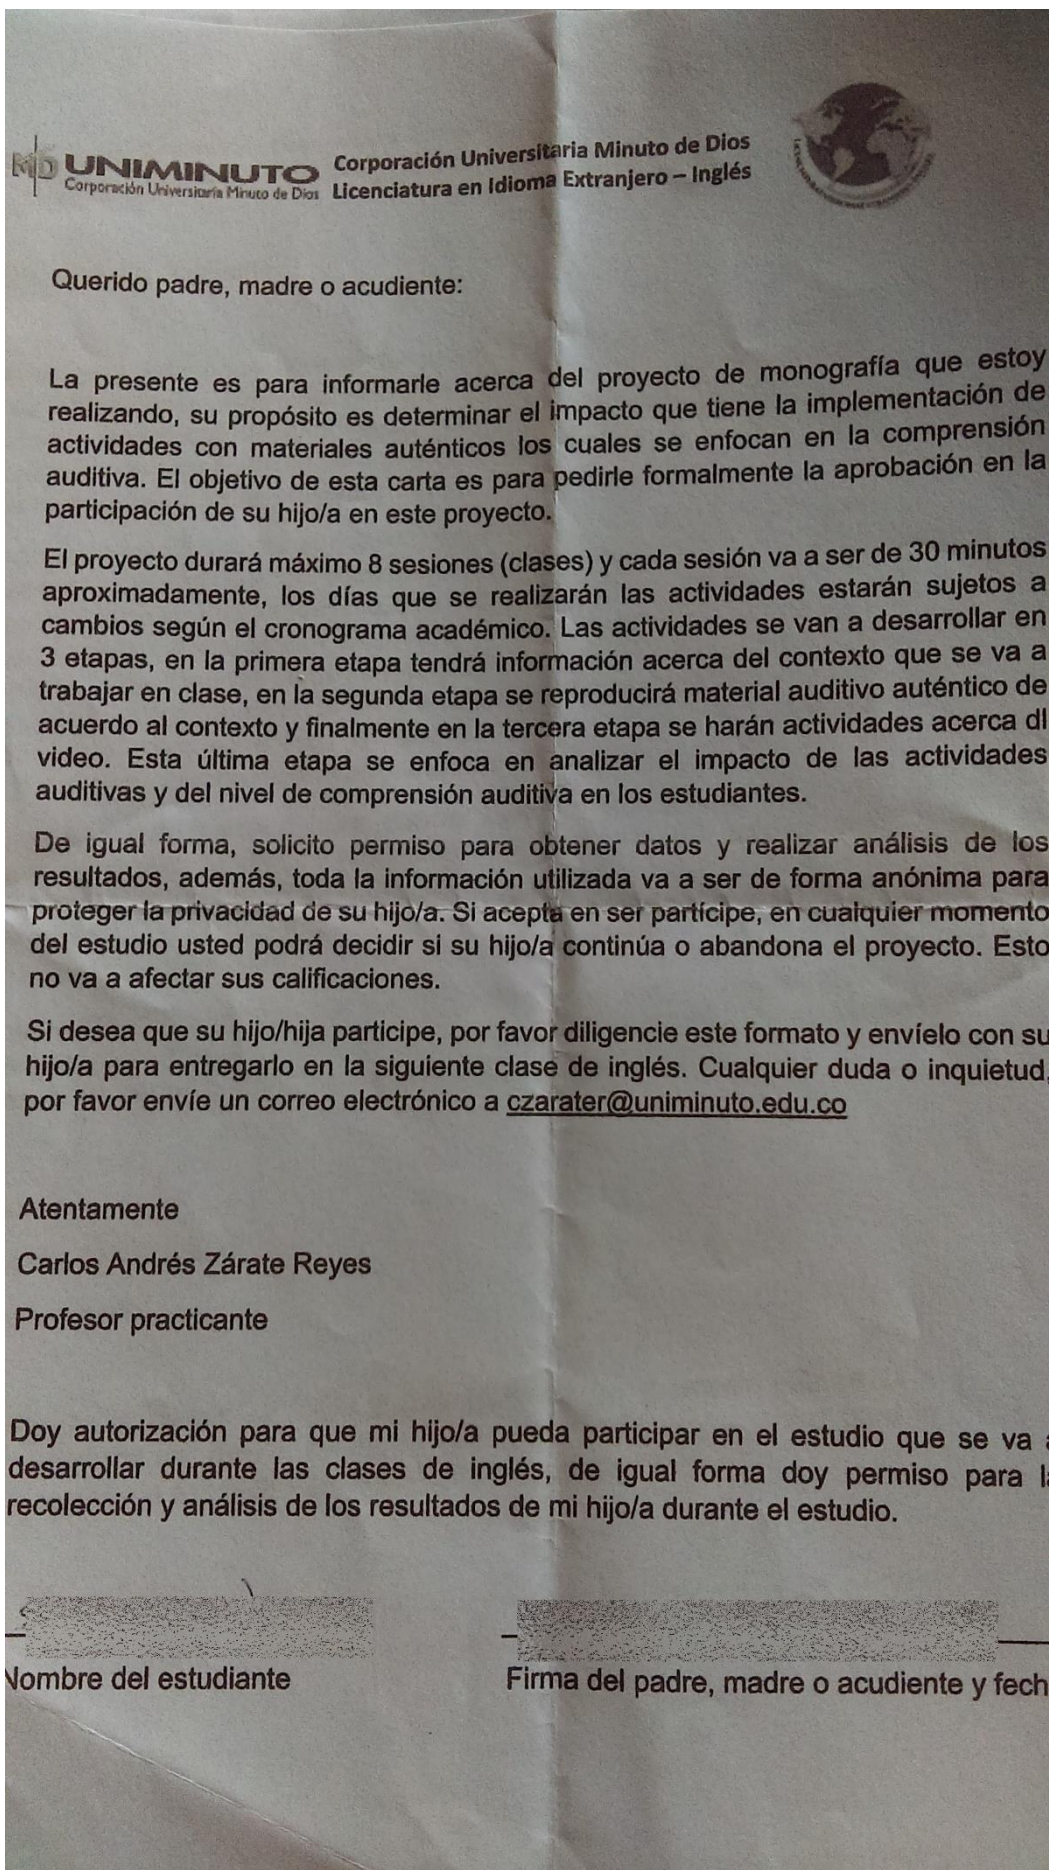 UNIMINUTO
Corporación Universitaria Minuto de Dios
Corporación Universitaria Minuto de Dios
Licenciatura en Idioma Extranjero – Inglés
Querido padre, madre o acudiente:
La presente es para informarle acerca del proyecto de monografía que estoy
realizando, su propósito es determinar el impacto que tiene la implementación de
actividades con materiales auténticos los cuales se enfocan en la comprensión
auditiva. El objetivo de esta carta es para pedirle formalmente la aprobación en la
participación de su hijo/a en este proyecto.
El proyecto durará máximo 8 sesiones (clases) y cada sesión va a ser de 30 minutos
aproximadamente, los días que se realizarán las actividades estarán sujetos a
cambios según el cronograma académico. Las actividades se van a desarrollar en
3 etapas, en la primera etapa tendrá información acerca del contexto que se va a
trabajar en clase, en la segunda etapa se reproducirá material auditivo auténtico de
acuerdo al contexto y finalmente en la tercera etapa se harán actividades acerca dl
video. Esta última etapa se enfoca en analizar el impacto de las actividades
auditivas y del nivel de comprensión auditiva en los estudiantes.
De igual forma, solicito permiso para obtener datos y realizar análisis de los
resultados, además, toda la información utilizada va a ser de forma anónima para
proteger la privacidad de su hijo/a. Si acepta en ser partícipe, en cualquier momento
del estudio usted podrá decidir si su hijo/a continúa o abandona el proyecto. Esto
no va a afectar sus calificaciones.
Si desea que su hijo/hija participe, por favor diligencie este formato y envíelo con su
hijo/a para entregarlo en la siguiente clase de inglés. Cualquier duda o inquietud,
por favor envíe un correo electrónico a czarater@uniminuto.edu.co
Atentamente
Carlos Andrés Zárate Reyes
Profesor practicante
Doy autorización para que mi hijo/a pueda participar en el estudio que se va a
desarrollar durante las clases de inglés, de igual forma doy permiso para l
recolección y análisis de los resultados de mi hijo/a durante el estudio.
Nombre del estudiante
Firma del padre, madre o acudiente y fech